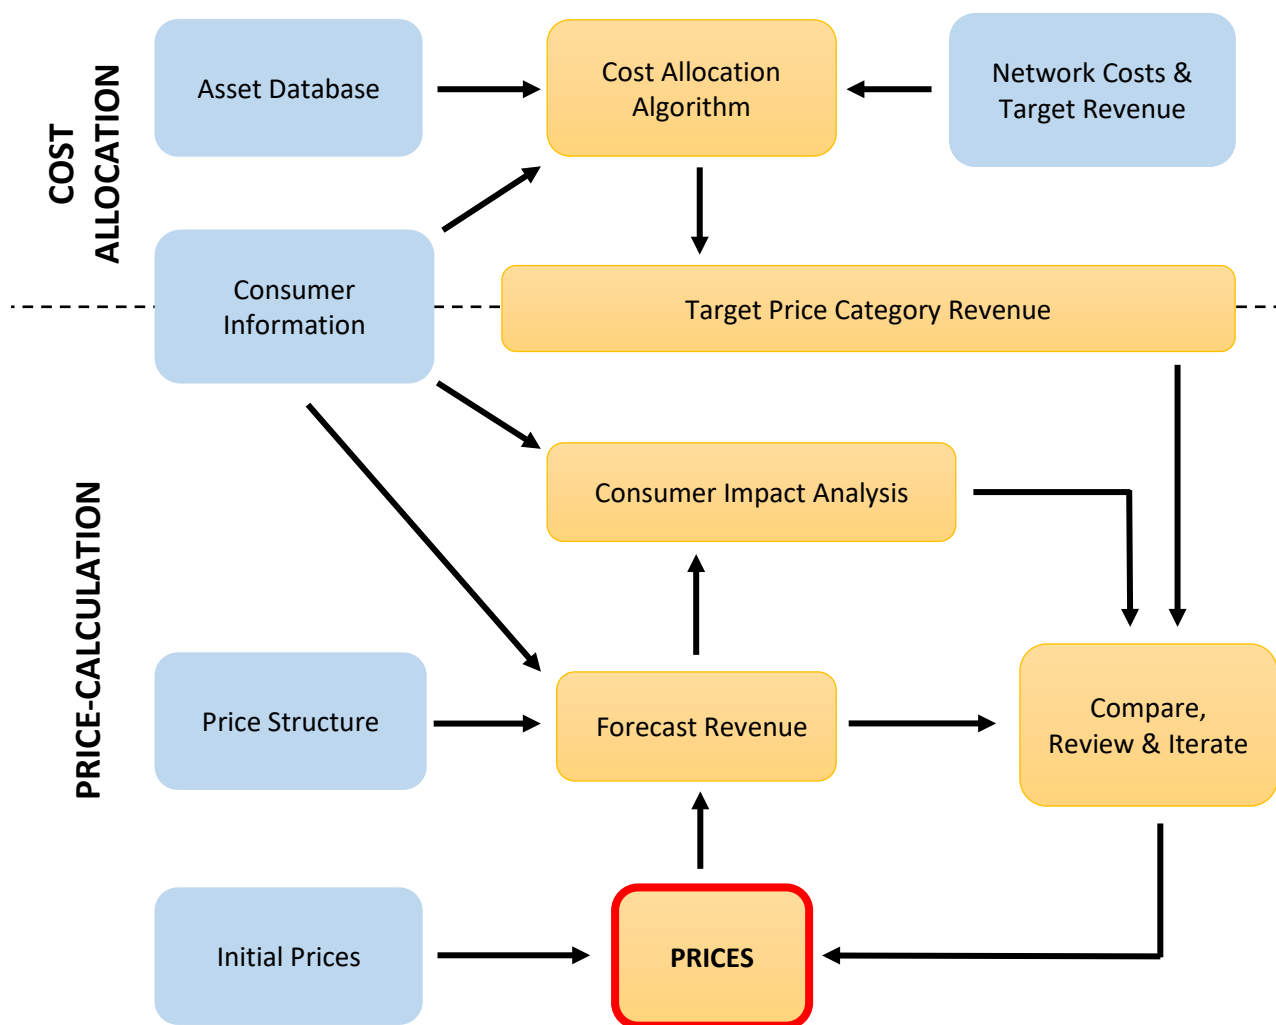 COST
ALLOCATION
Asset Database
Cost Allocation
Algorithm
Network Costs &
Target Revenue
Consumer
Information
Target Price Category Revenue
PRICE-CALCULATION
Consumer Impact Analysis
Price Structure
Forecast Revenue
Compare,
Review & Iterate
Initial Prices
PRICES